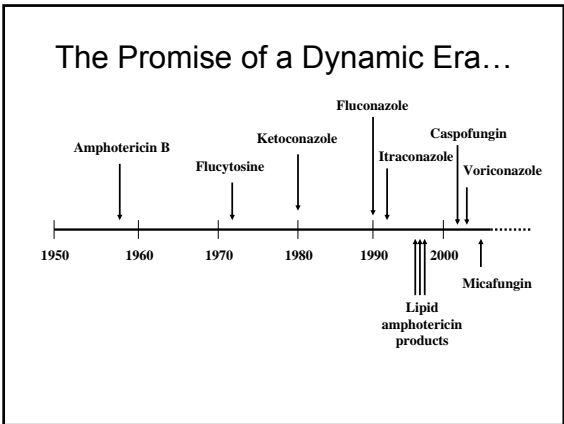 The Promise of a Dynamic Era…
Fluconazole
Amphotericin B
Ketoconazole
Caspofungin
Flucytosine
Itraconazole
Voriconazole
1950 1960 1970 1980 1990 2000
Micafungin
Lipid
amphotericin
products